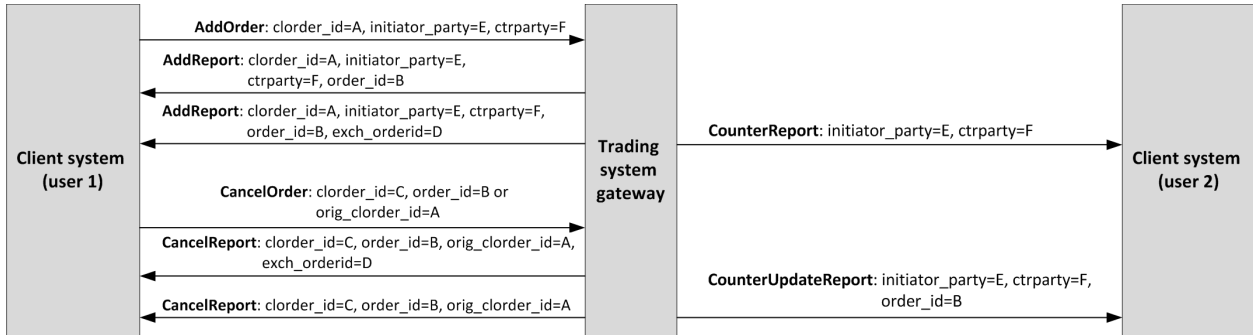 AddOrder: clorder_id=A, initiator_party=E, ctrparty=F
AddReport: clorder_id=A, initiator_party=E,
ctrparty=F, order_id=B
AddReport: clorder_id=A, initiator_party=E, ctrparty=F,
order_id=B, exch_orderid=D
CounterReport: initiator_party=E, ctrparty=F
Client system
(user 1)
Trading
system
gateway
Client system
(user 2)
CancelOrder: clorder_id=C, order_id=B or
orig_clorder_id=A
CancelReport: clorder_id=C, order_id=B, orig_clorder_id=A,
exch_orderid=D
CounterUpdateReport: initiator_party=E, ctrparty=F,
order_id=B
CancelReport: clorder_id=C, order_id=B, orig_clorder_id=A